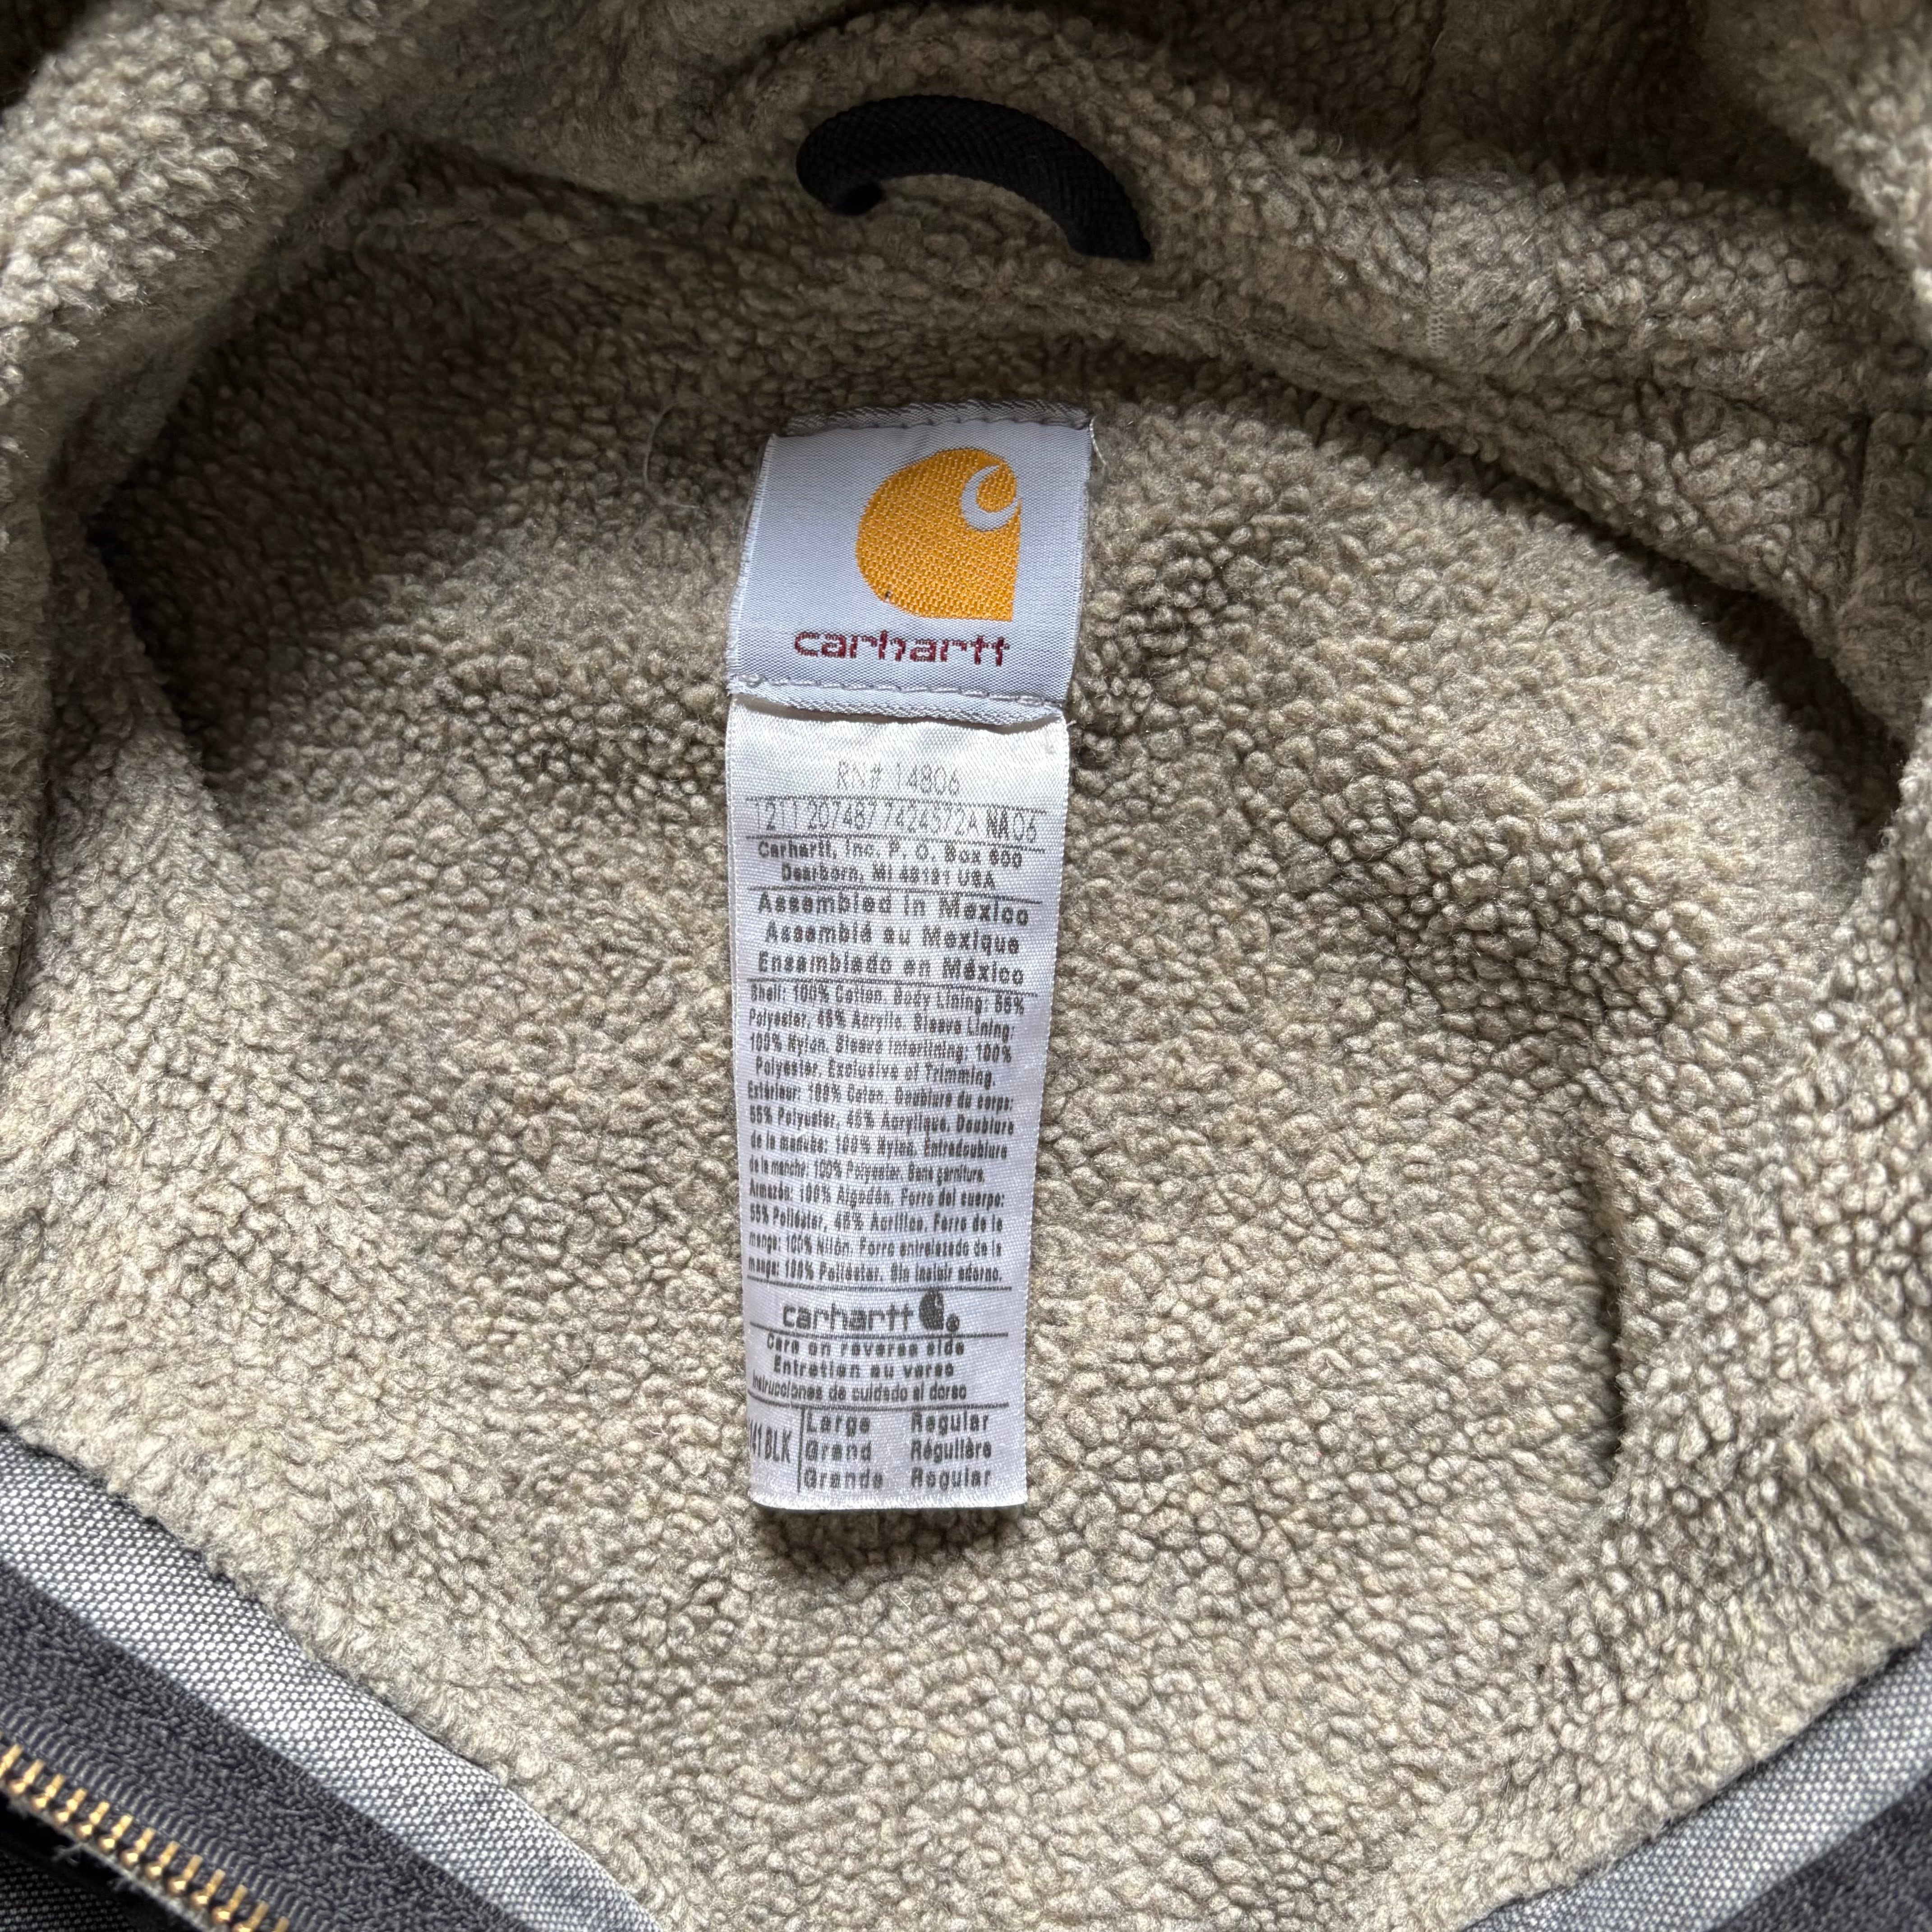 carhartt
RN# 14806
1211 207487 7424572A NA06
Carhartt, Inc. P. O. Box 600
Dearborn, MI 48121 USA
Assembled in Mexico
Assemblé au Mexique
Ensamblado en México
Shell: 100% Cotton. Body Lining: 55%
Polyester, 45% Acrylic. Sleeve Lining:
100% Nylon. Sleeve Interlining: 100%
Polyester. Exclusive of Trimming.
Extérieur: 100% Coton. Doublure du corps:
55% Polyester, 45% Acrylique. Doublure
de la manche: 100% Nylon. Entredoublure
de la manche: 100% Polyester. Sans garniture.
Armazón: 100% Algodón. Forro del cuerpo:
55% Poliéster, 45% Acrílico. Forro de la
manga: 100% Nilón. Forro entrelazado de la
manga: 100% Poliéster. Sin incluir adorno.
carhartt
Care on reverse side
Entretien au verso
Instrucciones de cuidado al dorso
BLK Large Regular
Grand Régulière
Grande Regular